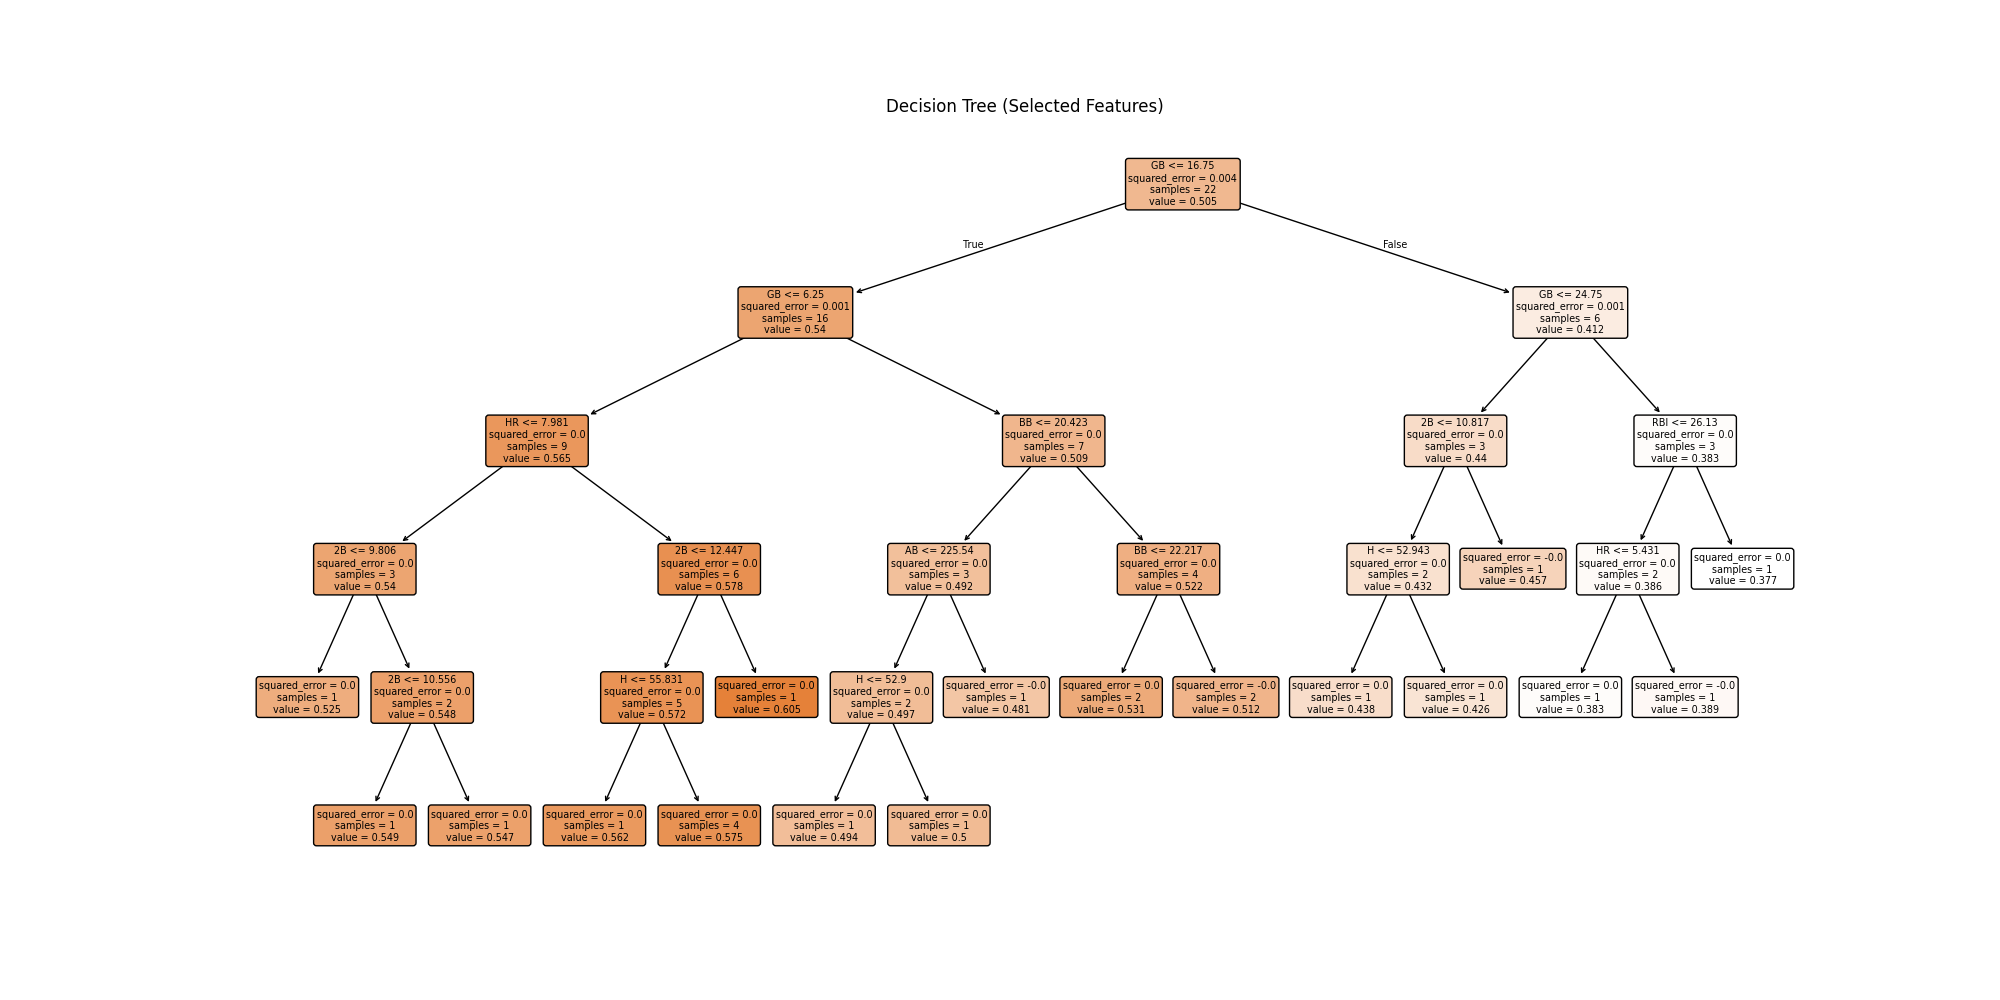 Decision Tree (Selected Features)
GB <= 16.75
squared_error = 0.004
samples = 22
value = 0.505
True
False
GB <= 6.25
squared_error = 0.001
samples = 16
value = 0.54
GB <= 24.75
squared_error = 0.001
samples = 6
value = 0.412
HR <= 7.981
squared_error = 0.0
samples = 9
value = 0.565
BB <= 20.423
squared_error = 0.0
samples = 7
value = 0.509
2B <= 10.817
squared_error = 0.0
samples = 3
value = 0.44
RBI <= 26.13
squared_error = 0.0
samples = 3
value = 0.383
2B <= 9.806
squared_error = 0.0
samples = 3
value = 0.54
2B <= 12.447
squared_error = 0.0
samples = 6
value = 0.578
AB <= 225.54
squared_error = 0.0
samples = 3
value = 0.492
BB <= 22.217
squared_error = 0.0
samples = 4
value = 0.522
H <= 52.943
squared_error = 0.0
samples = 2
value = 0.432
squared_error = -0.0
samples = 1
value = 0.457
HR <= 5.431
squared_error = 0.0
samples = 2
value = 0.386
squared_error = 0.0
samples = 1
value = 0.377
squared_error = 0.0
samples = 1
value = 0.525
2B <= 10.556
squared_error = 0.0
samples = 2
value = 0.548
H <= 55.831
squared_error = 0.0
samples = 5
value = 0.572
squared_error = 0.0
samples = 1
value = 0.605
H <= 52.9
squared_error = 0.0
samples = 2
value = 0.497
squared_error = -0.0
samples = 1
value = 0.481
squared_error = 0.0
samples = 2
value = 0.531
squared_error = -0.0
samples = 2
value = 0.512
squared_error = 0.0
samples = 1
value = 0.438
squared_error = 0.0
samples = 1
value = 0.426
squared_error = 0.0
samples = 1
value = 0.383
squared_error = -0.0
samples = 1
value = 0.389
squared_error = 0.0
samples = 1
value = 0.549
squared_error = 0.0
samples = 1
value = 0.547
squared_error = 0.0
samples = 1
value = 0.562
squared_error = 0.0
samples = 4
value = 0.575
squared_error = 0.0
samples = 1
value = 0.494
squared_error = 0.0
samples = 1
value = 0.5